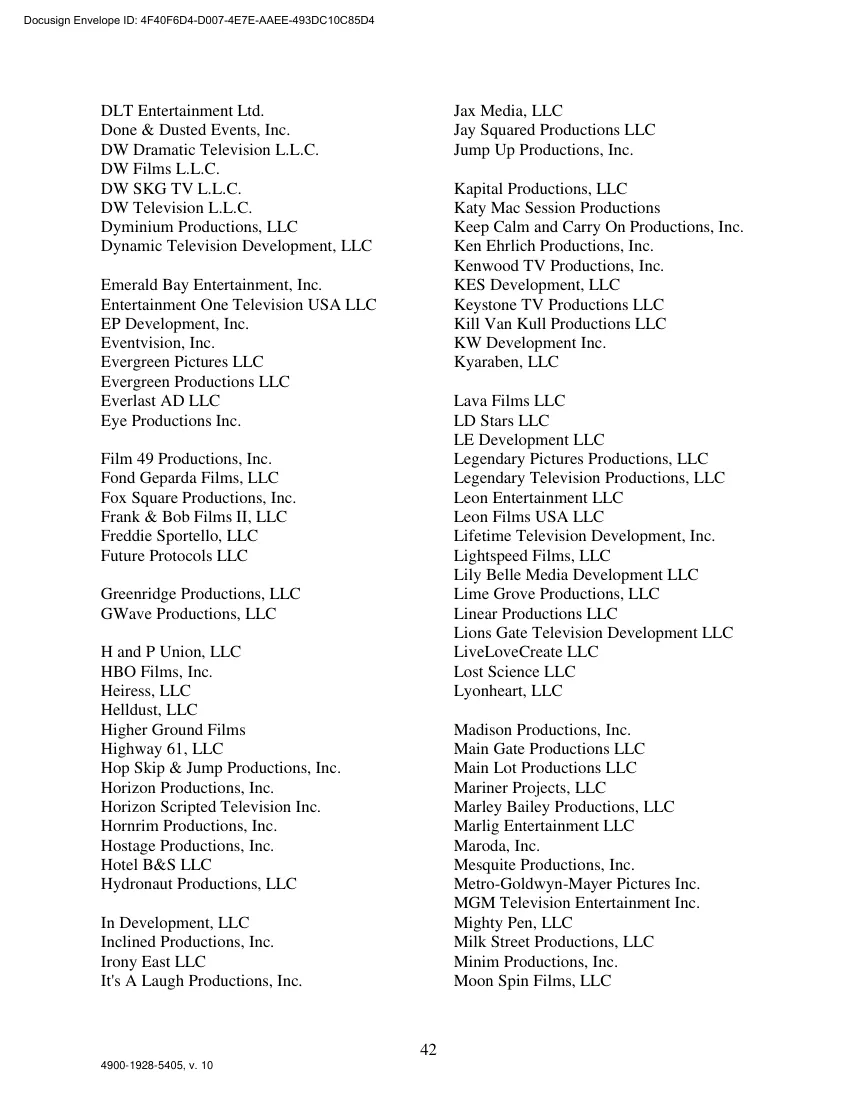 Docusign Envelope ID: 4F40F6D4-D007-4E7E-AAEE-493DC10C85D4
DLT Entertainment Ltd.
Done & Dusted Events, Inc.
DW Dramatic Television L.L.C.
DW Films L.L.C.
DW SKG TV L.L.C.
DW Television L.L.C.
Dyminium Productions, LLC
Dynamic Television Development, LLC
Emerald Bay Entertainment, Inc.
Entertainment One Television USA LLC
EP Development, Inc.
Eventvision, Inc.
Evergreen Pictures LLC
Evergreen Productions LLC
Everlast AD LLC
Eye Productions Inc.
Film 49 Productions, Inc.
Fond Geparda Films, LLC
Fox Square Productions, Inc.
Frank & Bob Films II, LLC
Freddie Sportello, LLC
Future Protocols LLC
Greenridge Productions, LLC
GWave Productions, LLC
H and P Union, LLC
HBO Films, Inc.
Heiress, LLC
Helldust, LLC
Higher Ground Films
Highway 61, LLC
Hop Skip & Jump Productions, Inc.
Horizon Productions, Inc.
Horizon Scripted Television Inc.
Hornrim Productions, Inc.
Hostage Productions, Inc.
Hotel B&S LLC
Hydronaut Productions, LLC
In Development, LLC
Inclined Productions, Inc.
Irony East LLC
It's A Laugh Productions, Inc.
Jax Media, LLC
Jay Squared Productions LLC
Jump Up Productions, Inc.
Kapital Productions, LLC
Katy Mac Session Productions
Keep Calm and Carry On Productions, Inc.
Ken Ehrlich Productions, Inc.
Kenwood TV Productions, Inc.
KES Development, LLC
Keystone TV Productions LLC
Kill Van Kull Productions LLC
KW Development Inc.
Kyaraben, LLC
Lava Films LLC
LD Stars LLC
LE Development LLC
Legendary Pictures Productions, LLC
Legendary Television Productions, LLC
Leon Entertainment LLC
Leon Films USA LLC
Lifetime Television Development, Inc.
Lightspeed Films, LLC
Lily Belle Media Development LLC
Lime Grove Productions, LLC
Linear Productions LLC
Lions Gate Television Development LLC
LiveLoveCreate LLC
Lost Science LLC
Lyonheart, LLC
Madison Productions, Inc.
Main Gate Productions LLC
Main Lot Productions LLC
Mariner Projects, LLC
Marley Bailey Productions, LLC
Marlig Entertainment LLC
Maroda, Inc.
Mesquite Productions, Inc.
Metro-Goldwyn-Mayer Pictures Inc.
MGM Television Entertainment Inc.
Mighty Pen, LLC
Milk Street Productions, LLC
Minim Productions, Inc.
Moon Spin Films, LLC
42
4900-1928-5405, v. 10